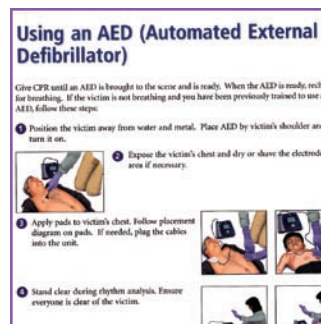 Using an AED (Automated External
Defibrillator)
Give CPR until an AED is brought to the scene and is ready. When the AED is ready,
for breathing. If the victim is not breathing and you have been previously trained to use
AED, follow these steps:
1 Position the victim away from water and metal. Place AED by victim's shoulder
turn it on.
2 Expose the victim's chest and dry or shave the electrode
area if necessary.
3 Apply pads to victim's chest. Follow placement
diagram on pads. If needed, plug the cables
into the unit.
4 Stand clear during rhythm analysis. Ensure
everyone is clear of the victim.